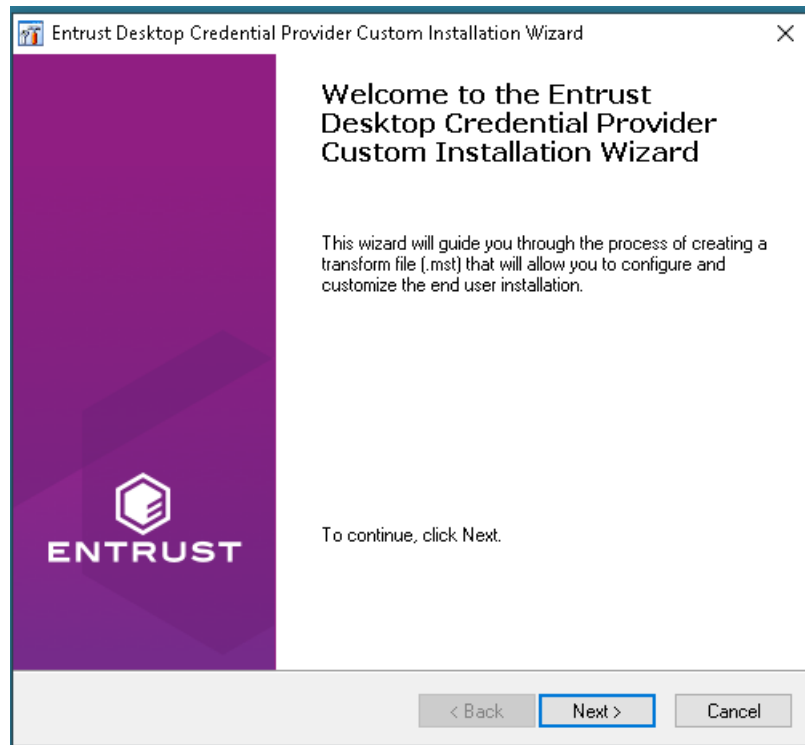 Entrust Desktop Credential Provider Custom Installation Wizard
Welcome to the Entrust
Desktop Credential Provider
Custom Installation Wizard
This wizard will guide you through the process of creating a
transform file (.mst) that will allow you to configure and
customize the end user installation.
ENTRUST
To continue, click Next.
< Back
Next >
Cancel